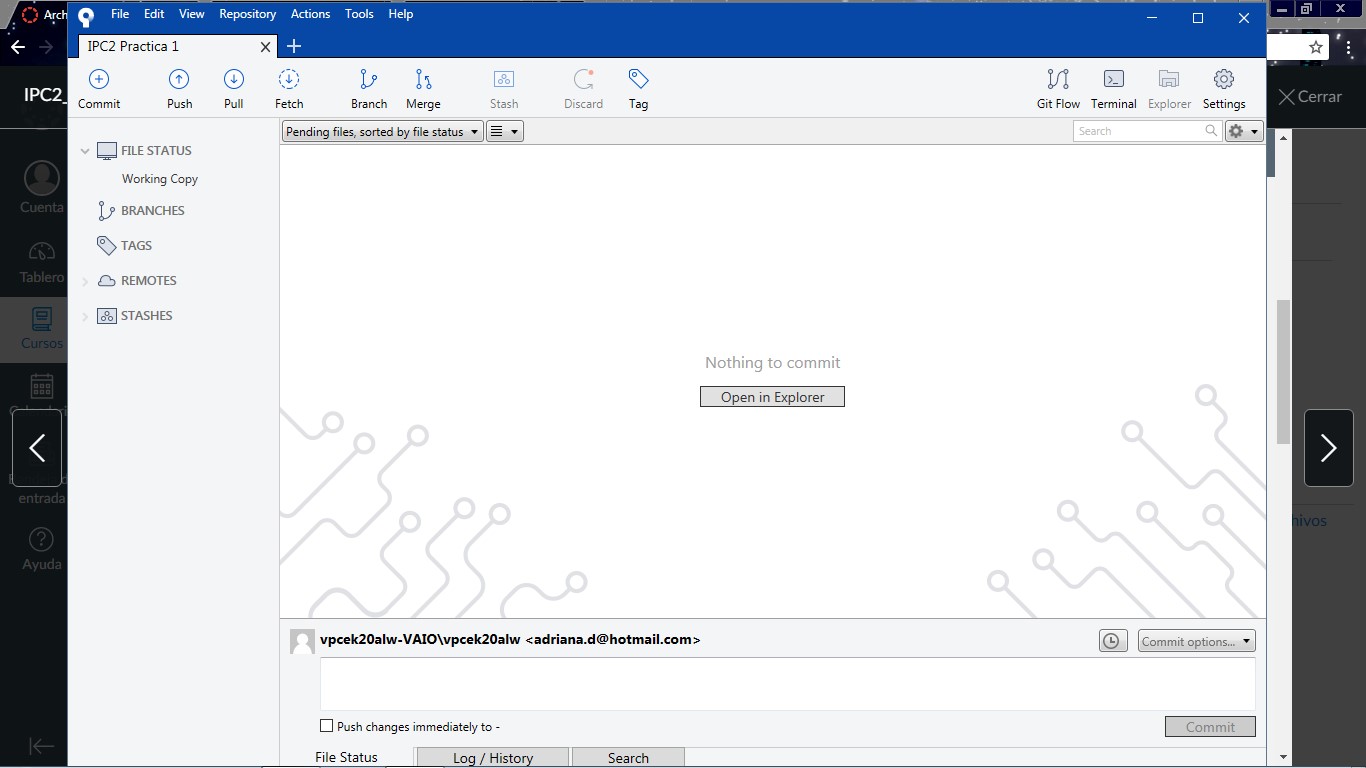 Arch
File Edit View Repository Actions Tools Help
IPC2 Practica 1
IPC2_
Commit Push Pull Fetch Branch Merge Stash Discard Tag Git Flow Terminal Explorer Settings
Cerrar
Pending files, sorted by file status
Search
FILE STATUS
Working Copy
BRANCHES
TAGS
REMOTES
STASHES
Cuenta
Tablero
Cursos
entrada
Ayuda
Nothing to commit
Open in Explorer
hivos
vpcek20alw-VAIO\vpcek20alw <adriana.d@hotmail.com>
Commit options...
Push changes immediately to -
Commit
File Status Log / History Search